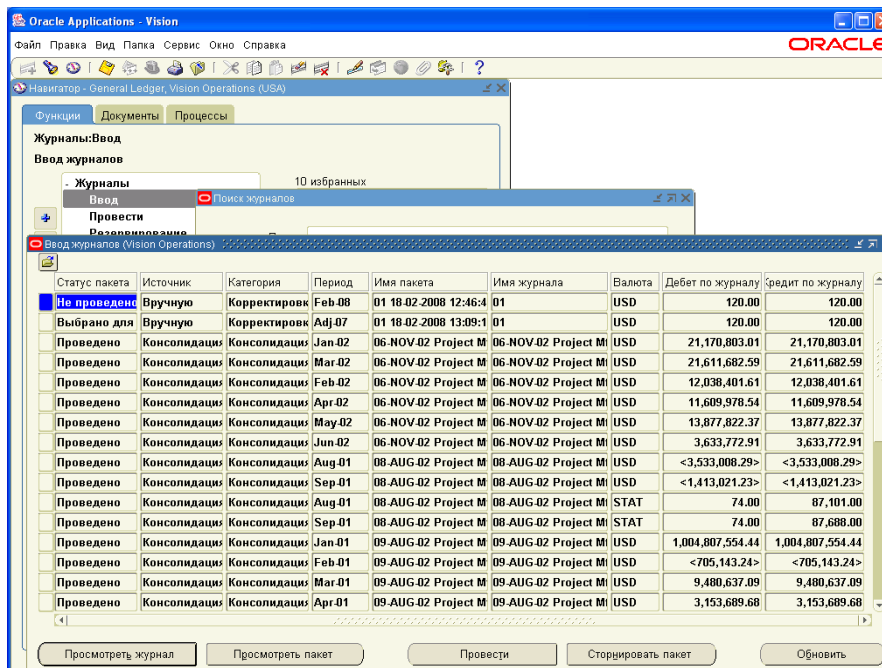 Oracle Applications - Vision
Файл Правка Вид Папка Сервис Окно Справка
ORACLE
Навигатор - General Ledger, Vision Operations (USA)
Функции Документы Процессы
Журналы:Ввод
Ввод журналов
- Журналы 10 избранных
Ввод
Поиск журналов
Провести
Резервирование
Ввод журналов (Vision Operations)
Статус пакета Источник Категория Период Имя пакета Имя журнала Валюта Дебет по журналу Кредит по журналу
Не проведено Вручную Корректировк Feb-08 01 18-02-2008 12:46:4 01 USD 120.00 120.00
Выбрано для Вручную Корректировк Adj-07 01 18-02-2008 13:09:1 01 USD 120.00 120.00
Проведено Консолидация Консолидация Jan-02 06-NOV-02 Project M 06-NOV-02 Project M USD 21,170,803.01 21,170,803.01
Проведено Консолидация Консолидация Mar-02 06-NOV-02 Project M 06-NOV-02 Project M USD 21,611,682.59 21,611,682.59
Проведено Консолидация Консолидация Feb-02 06-NOV-02 Project M 06-NOV-02 Project M USD 12,038,401.61 12,038,401.61
Проведено Консолидация Консолидация Apr-02 06-NOV-02 Project M 06-NOV-02 Project M USD 11,609,978.54 11,609,978.54
Проведено Консолидация Консолидация May-02 06-NOV-02 Project M 06-NOV-02 Project M USD 13,877,822.37 13,877,822.37
Проведено Консолидация Консолидация Jun-02 06-NOV-02 Project M 06-NOV-02 Project M USD 3,633,772.91 3,633,772.91
Проведено Консолидация Консолидация Aug-01 08-AUG-02 Project M 08-AUG-02 Project M USD <3,533,008.29> <3,533,008.29>
Проведено Консолидация Консолидация Sep-01 08-AUG-02 Project M 08-AUG-02 Project M USD <1,413,021.23> <1,413,021.23>
Проведено Консолидация Консолидация Aug-01 08-AUG-02 Project M 08-AUG-02 Project M STAT 74.00 87,101.00
Проведено Консолидация Консолидация Sep-01 08-AUG-02 Project M 08-AUG-02 Project M STAT 74.00 87,688.00
Проведено Консолидация Консолидация Jan-01 09-AUG-02 Project M 09-AUG-02 Project M USD 1,004,807,554.44 1,004,807,554.44
Проведено Консолидация Консолидация Feb-01 09-AUG-02 Project M 09-AUG-02 Project M USD <705,143.24> <705,143.24>
Проведено Консолидация Консолидация Mar-01 09-AUG-02 Project M 09-AUG-02 Project M USD 9,480,637.09 9,480,637.09
Проведено Консолидация Консолидация Apr-01 09-AUG-02 Project M 09-AUG-02 Project M USD 3,153,689.68 3,153,689.68
Просмотреть журнал Просмотреть пакет Провести Сторнировать пакет Обновить